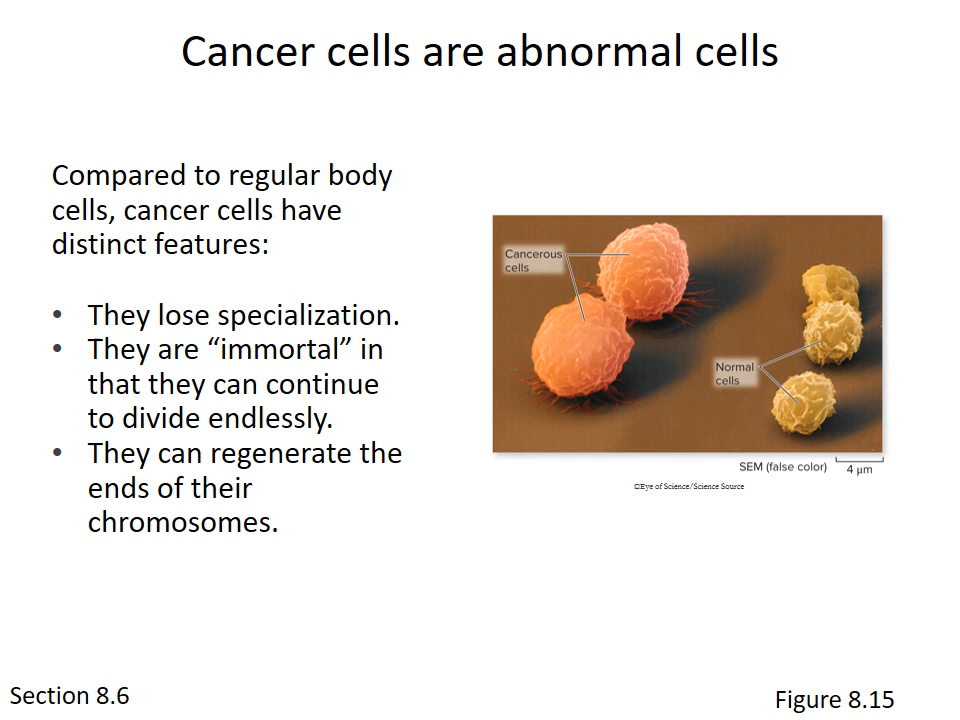 Cancer cells are abnormal cells
Compared to regular body
cells, cancer cells have
distinct features:
• They lose specialization.
• They are “immortal” in
that they can continue
to divide endlessly.
• They can regenerate the
ends of their
chromosomes.
Cancerous
cells
Normal
cells
SEM (false color)
4 µm
©Eye of Science/Science Source
Section 8.6
Figure 8.15